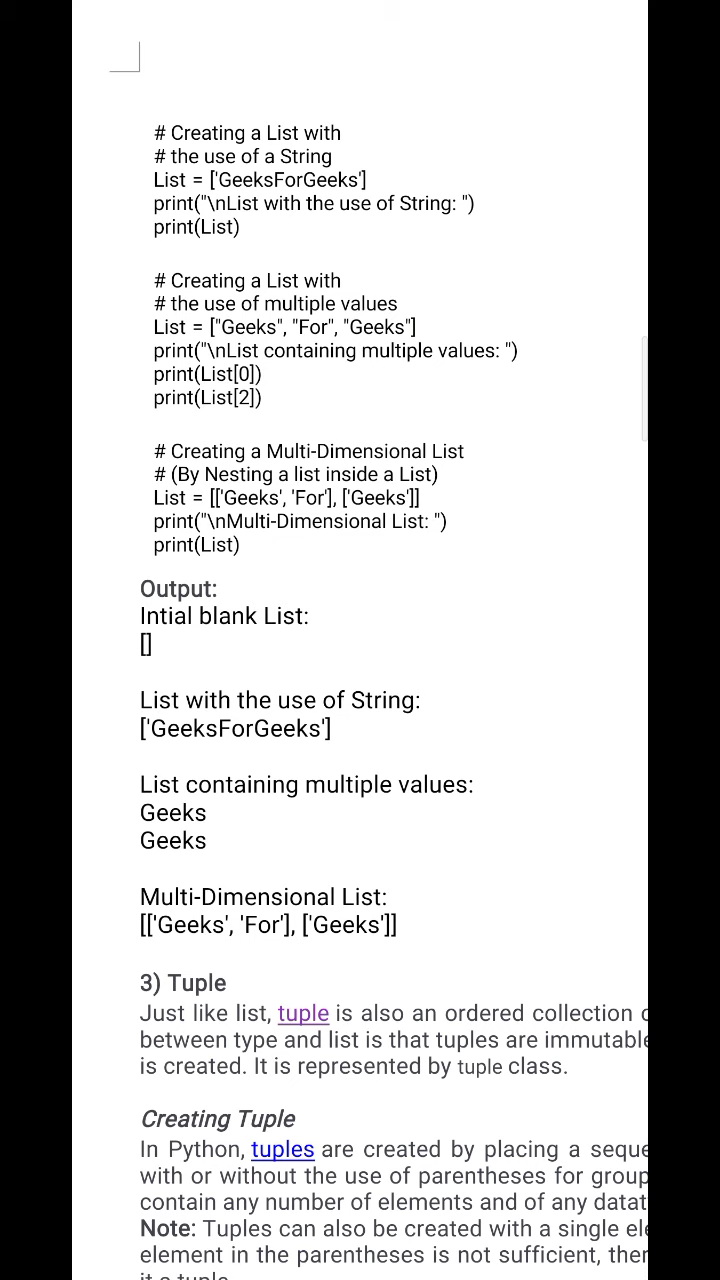 # Creating a List with
# the use of a String
List = ['GeeksForGeeks']
print("\nList with the use of String: ")
print(List)
# Creating a List with
# the use of multiple values
List = ["Geeks", "For", "Geeks"]
print("\nList containing multiple values: ")
print(List[0])
print(List[2])
# Creating a Multi-Dimensional List
# (By Nesting a list inside a List)
List = [['Geeks', 'For'], ['Geeks']]
print("\nMulti-Dimensional List: ")
print(List)
Output:
Intial blank List:
[]
List with the use of String:
['GeeksForGeeks']
List containing multiple values:
Geeks
Geeks
Multi-Dimensional List:
[['Geeks', 'For'], ['Geeks']]
3) Tuple
Just like list, tuple is also an ordered collection
between type and list is that tuples are immutable
is created. It is represented by tuple class.
Creating Tuple
In Python, tuples are created by placing a seque
with or without the use of parentheses for group
contain any number of elements and of any datat
Note: Tuples can also be created with a single ele
element in the parentheses is not sufficient, ther
it a tuple